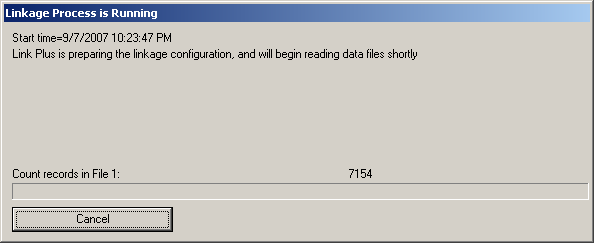 Linkage Process is Running
Start time=9/7/2007 10:23:47 PM
Link Plus is preparing the linkage configuration, and will begin reading data files shortly
Count records in File 1: 7154
Cancel